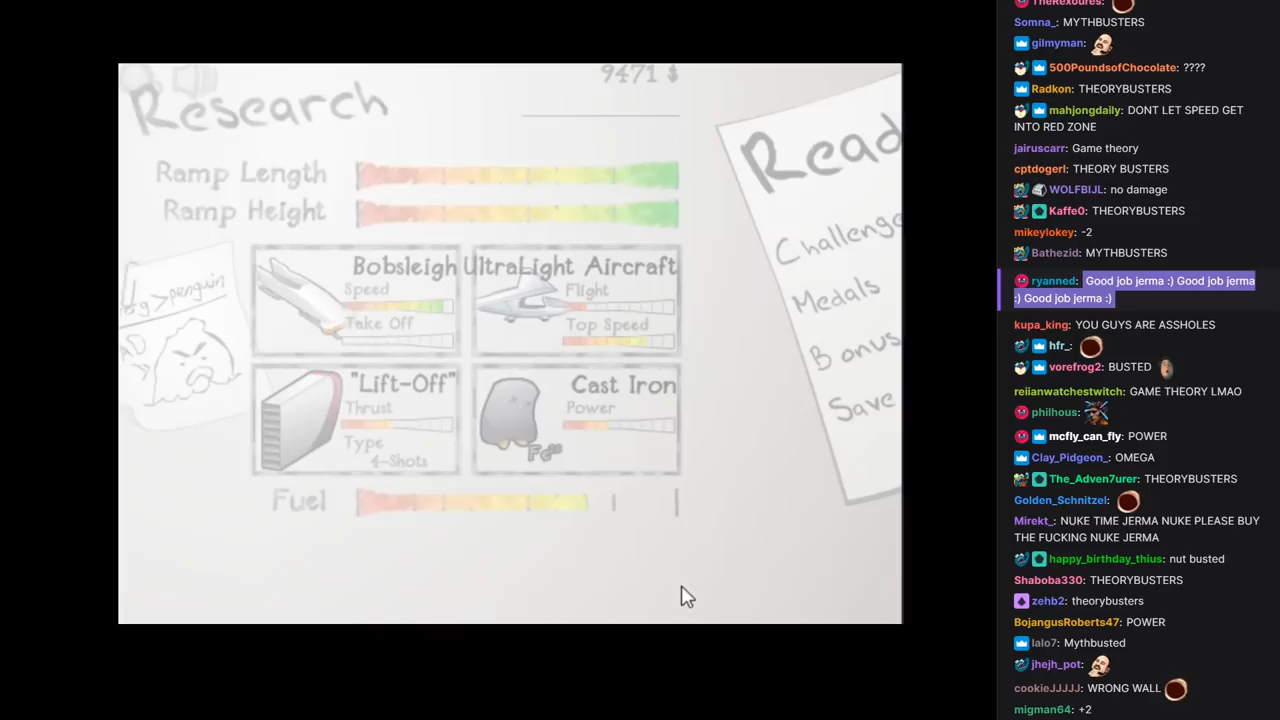 Research
9471 $
Ramp Length
Ramp Height
Bobsleigh
Speed
Take Off
UltraLight Aircraft
Flight
Top Speed
"Lift-Off"
Thrust
Type
4-Shots
Cast Iron
Power
Fuel
>penguin
Read
Challenge
Medals
Bonus
Save
TheRexoures:
Somna_: MYTHBUSTERS
gilmyman:
500PoundsofChocolate: ????
Radkon: THEORYBUSTERS
mahjongdaily: DONT LET SPEED GET
INTO RED ZONE
jairuscarr: Game theory
cptdogerl: THEORY BUSTERS
WOLFBIJL: no damage
Kaffe0: THEORYBUSTERS
mikeylokey: -2
Bathezid: MYTHBUSTERS
ryanned: Good job jerma :) Good job jerma
:) Good job jerma :)
kupa_king: YOU GUYS ARE ASSHOLES
hfr_:
vorefrog2: BUSTED
reiianwatchestwitch: GAME THEORY LMAO
philhous:
mcfly_can_fly: POWER
Clay_Pidgeon_: OMEGA
The_Adven7urer: THEORYBUSTERS
Golden_Schnitzel:
Mirekt_: NUKE TIME JERMA NUKE PLEASE BUY
THE FUCKING NUKE JERMA
happy_birthday_thius: nut busted
Shaboba330: THEORYBUSTERS
zehb2: theorybusters
BojangusRoberts47: POWER
lalo7: Mythbusted
jhejh_pot:
cookieJJJJJ: WRONG WALL
migman64: +2